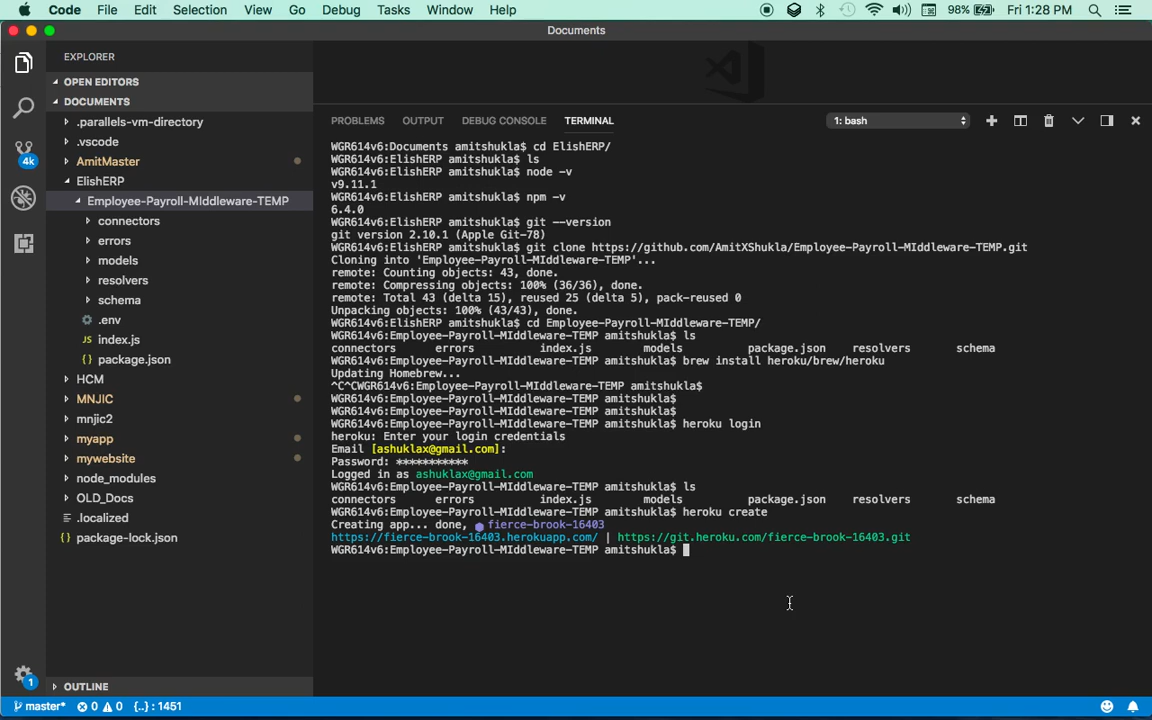 Code File Edit Selection View Go Debug Tasks Window Help 98% Fri 1:28 PM
Documents
EXPLORER
OPEN EDITORS
DOCUMENTS
.parallels-vm-directory
.vscode
AmitMaster
ElishERP
Employee-Payroll-MIddleware-TEMP
connectors
errors
models
resolvers
schema
.env
JS index.js
{} package.json
HCM
MNJIC
mnjic2
myapp
mywebsite
node_modules
OLD_Docs
.localized
{} package-lock.json
OUTLINE
4k
1
PROBLEMS OUTPUT DEBUG CONSOLE TERMINAL 1: bash
WGR614v6:Documents amitshukla$ cd ElishERP/
WGR614v6:ElishERP amitshukla$ ls
WGR614v6:ElishERP amitshukla$ node -v
v9.11.1
WGR614v6:ElishERP amitshukla$ npm -v
6.4.0
WGR614v6:ElishERP amitshukla$ git --version
git version 2.10.1 (Apple Git-78)
WGR614v6:ElishERP amitshukla$ git clone https://github.com/AmitXShukla/Employee-Payroll-MIddleware-TEMP.git
Cloning into 'Employee-Payroll-MIddleware-TEMP'...
remote: Counting objects: 43, done.
remote: Compressing objects: 100% (36/36), done.
remote: Total 43 (delta 15), reused 25 (delta 5), pack-reused 0
Unpacking objects: 100% (43/43), done.
WGR614v6:ElishERP amitshukla$ cd Employee-Payroll-MIddleware-TEMP/
WGR614v6:Employee-Payroll-MIddleware-TEMP amitshukla$ ls
connectors errors index.js models package.json resolvers schema
WGR614v6:Employee-Payroll-MIddleware-TEMP amitshukla$ brew install heroku/brew/heroku
Updating Homebrew...
^C^CWGR614v6:Employee-Payroll-MIddleware-TEMP amitshukla$
WGR614v6:Employee-Payroll-MIddleware-TEMP amitshukla$
WGR614v6:Employee-Payroll-MIddleware-TEMP amitshukla$
WGR614v6:Employee-Payroll-MIddleware-TEMP amitshukla$ heroku login
heroku: Enter your login credentials
Email [ashuklax@gmail.com]:
Password: ***********
Logged in as ashuklax@gmail.com
WGR614v6:Employee-Payroll-MIddleware-TEMP amitshukla$ ls
connectors errors index.js models package.json resolvers schema
WGR614v6:Employee-Payroll-MIddleware-TEMP amitshukla$ heroku create
Creating app... done, ⬢ fierce-brook-16403
https://fierce-brook-16403.herokuapp.com/ | https://git.heroku.com/fierce-brook-16403.git
WGR614v6:Employee-Payroll-MIddleware-TEMP amitshukla$
master* 0 0 {..} : 1451